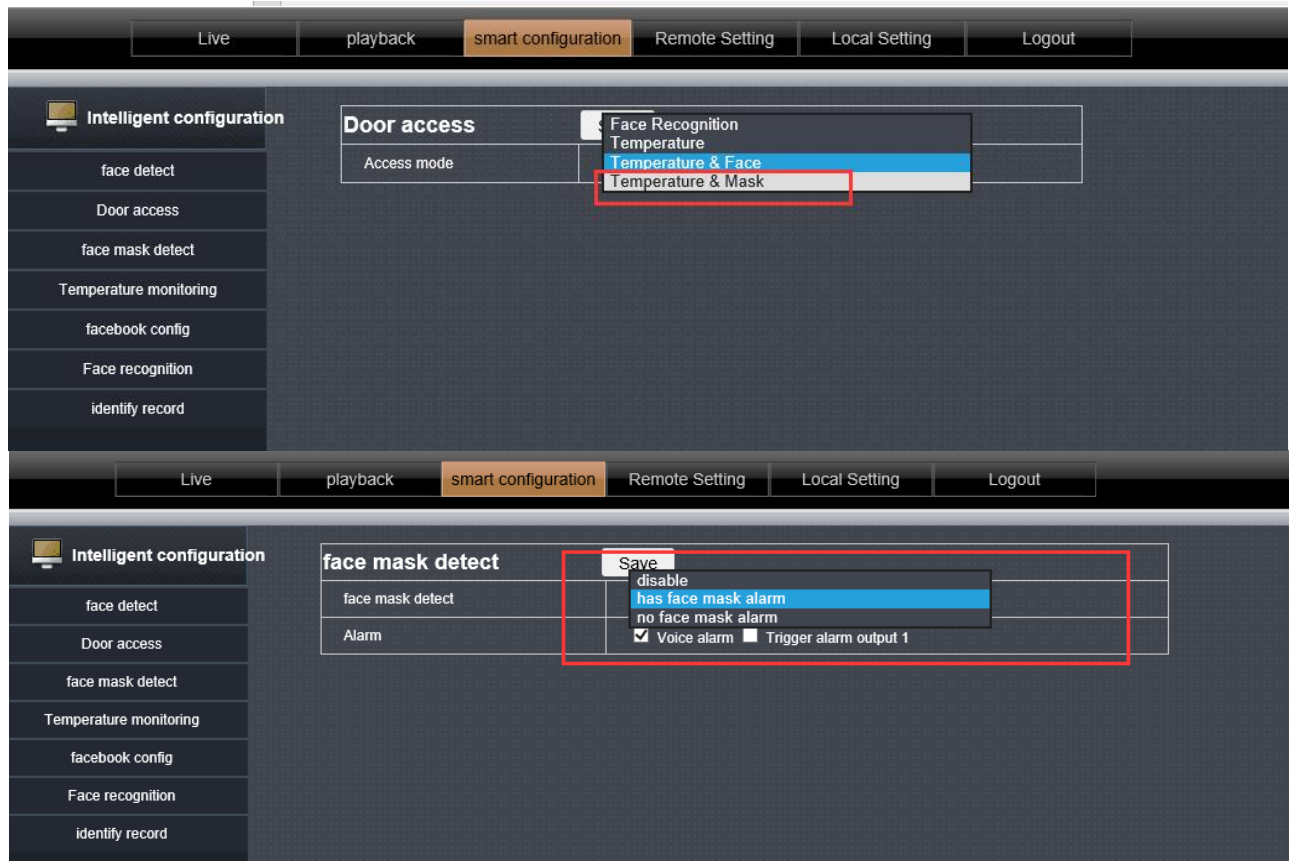 Live playback smart configuration Remote Setting Local Setting Logout
Intelligent configuration
face detect
Door access
face mask detect
Temperature monitoring
facebook config
Face recognition
identify record
Door access
Access mode
Face Recognition
Temperature
Temperature & Face
Temperature & Mask
Live playback smart configuration Remote Setting Local Setting Logout
Intelligent configuration
face detect
Door access
face mask detect
Temperature monitoring
facebook config
Face recognition
identify record
face mask detect Save
face mask detect
disable
has face mask alarm
no face mask alarm
Alarm Voice alarm Trigger alarm output 1